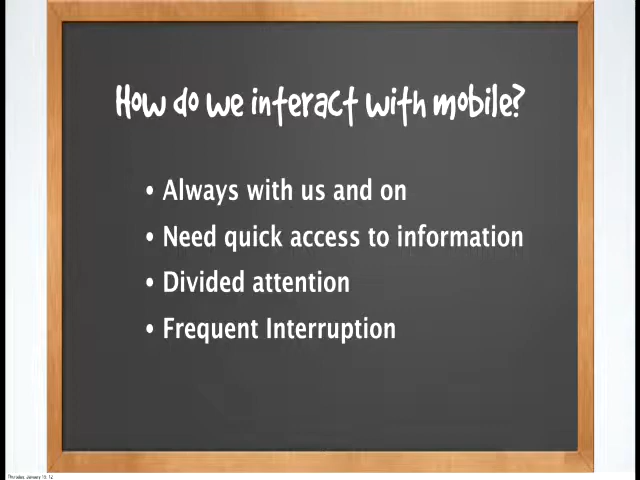 How do we interact with mobile?
• Always with us and on
• Need quick access to information
• Divided attention
• Frequent Interruption